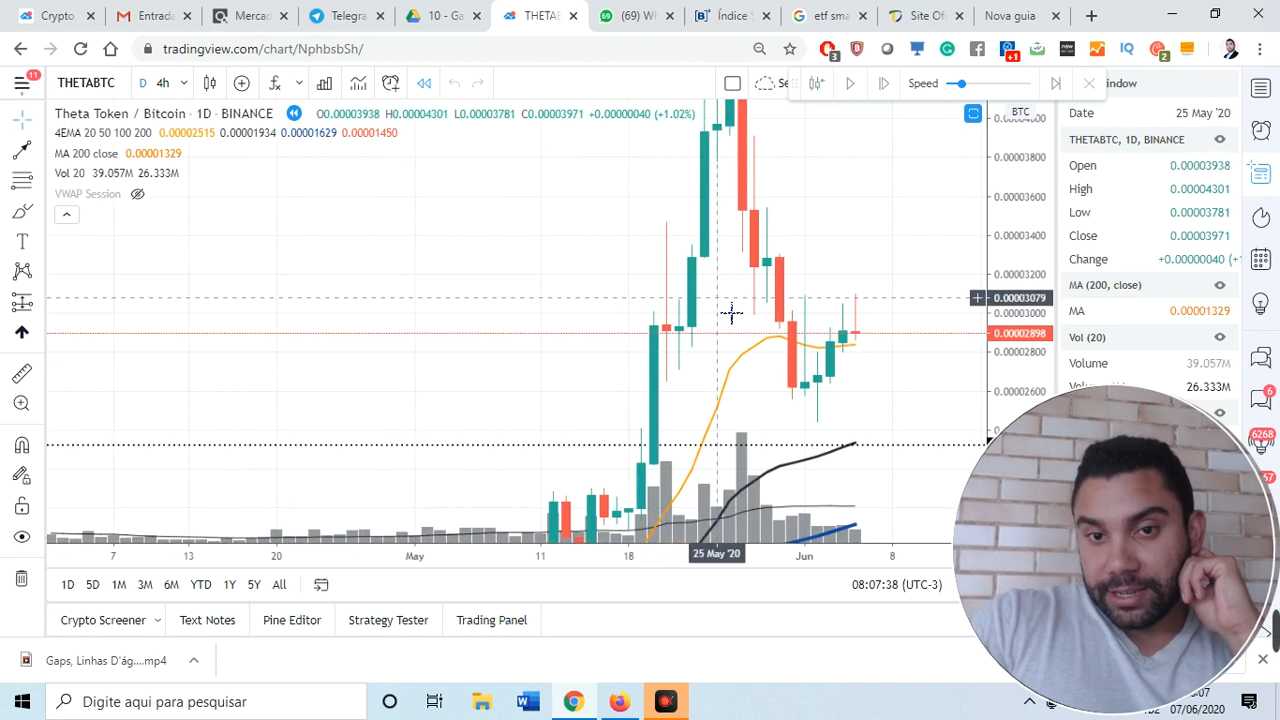 THETA
Entrada
Mercad
Telegra
10 - Ga
THETA
(69) Wh
Índice S
etf sma
Site Ofi
Nova guia
tradingview.com/chart/NphbsbSh/
THETABTC D 4h
Speed
indow
Theta Token / Bitcoin · 1D · BINANCE O0.00003938 H0.00004301 L0.00003781 C0.00003971 +0.00000040 (+1.02%)
4EMA 20 50 100 200 0.00002515 0.00001934 0.00001629 0.00001450
MA 200 close 0.00001329
Vol 20 39.057M 26.333M
VWAP Session
BTC
0.00003800
0.00003600
0.00003400
0.00003200
0.00003079
0.00003000
0.00002898
0.00002800
0.00002600
Date 25 May '20
THETABTC, 1D, BINANCE
Open 0.00003938
High 0.00004301
Low 0.00003781
Close 0.00003971
Change +0.00000040 (+
MA (200, close)
MA 0.00001329
Vol (20)
Volume 39.057M
26.333M
11
6
6268
7 13 20 May 11 18 25 May '20 Jun 8
1D 5D 1M 3M 6M YTD 1Y 5Y All
08:07:38 (UTC-3)
Crypto Screener Text Notes Pine Editor Strategy Tester Trading Panel
Gaps, Linhas D'ág....mp4
Digite aqui para pesquisar
07/06/2020